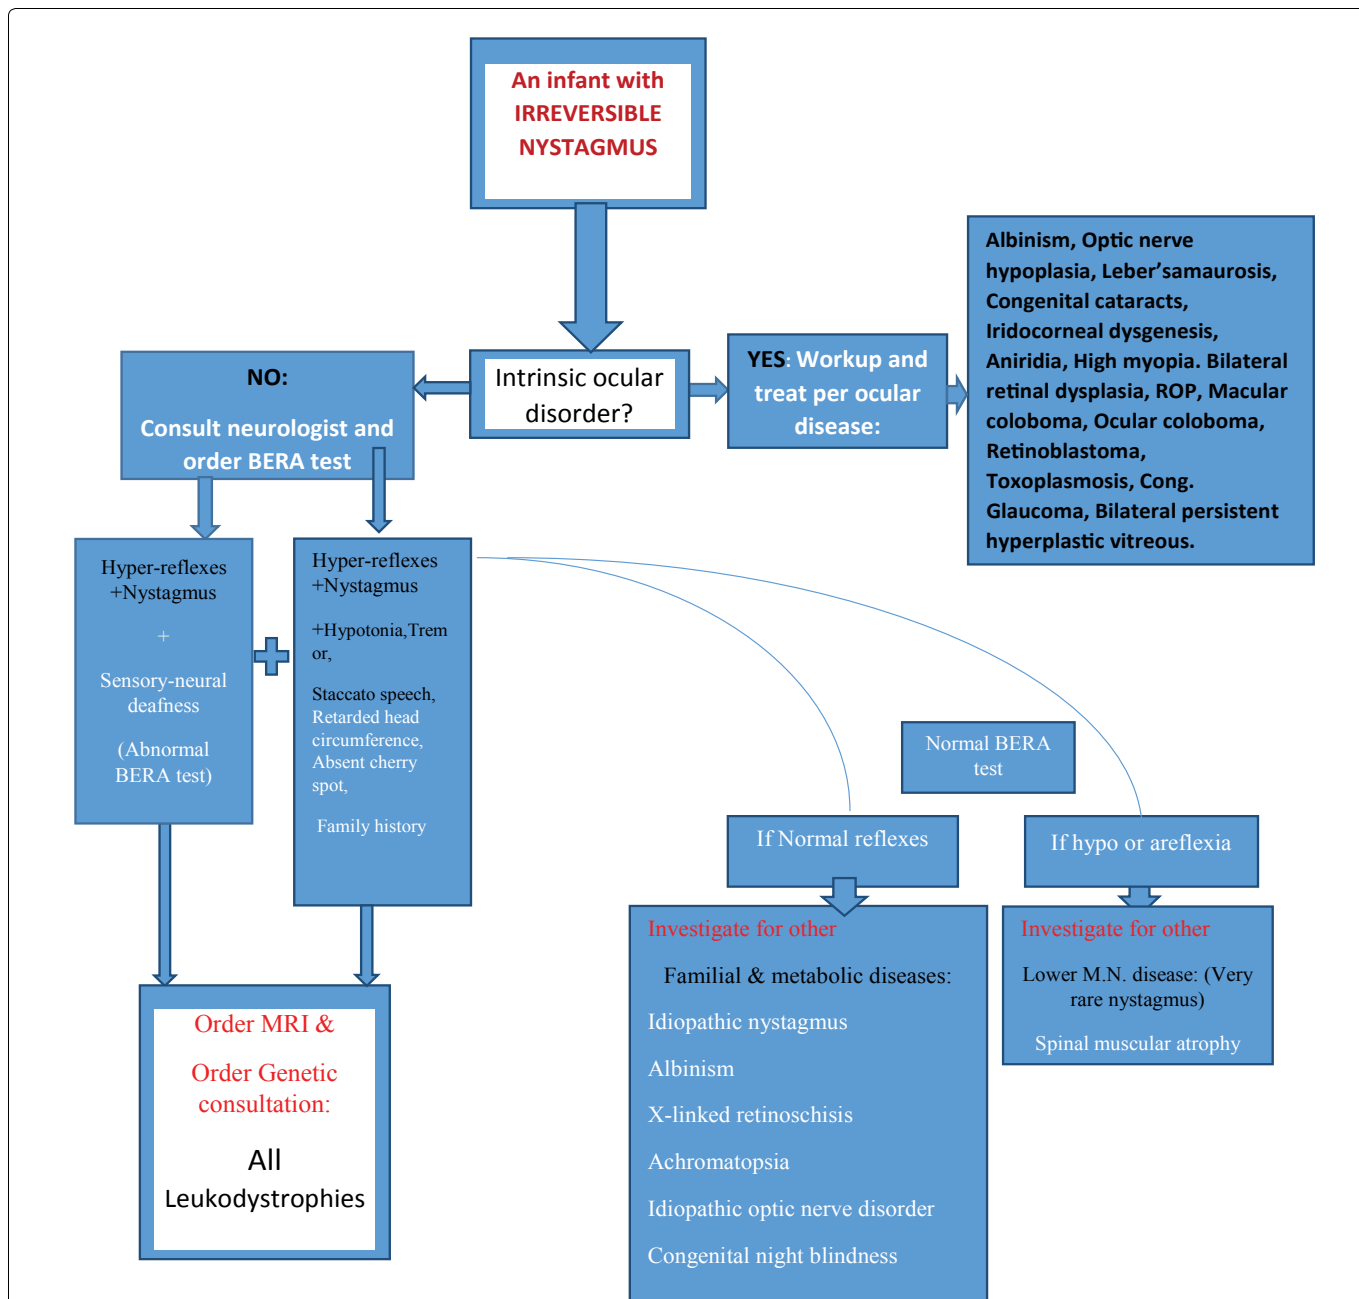 An infant with
IRREVERSIBLE
NYSTAGMUS
Intrinsic ocular
disorder?
YES: Workup and
treat per ocular
disease:
Albinism, Optic nerve
hypoplasia, Leber'samaurosis,
Congenital cataracts,
Iridocorneal dysgenesis,
Aniridia, High myopia. Bilateral
retinal dysplasia, ROP, Macular
coloboma, Ocular coloboma,
Retinoblastoma,
Toxoplasmosis, Cong.
Glaucoma, Bilateral persistent
hyperplastic vitreous.
NO:
Consult neurologist and
order BERA test
Hyper-reflexes
+Nystagmus
+
Sensory-neural
deafness
(Abnormal
BERA test)
Hyper-reflexes
+Nystagmus
+Hypotonia,Trem
or,
Staccato speech,
Retarded head
circumference,
Absent cherry
spot,
Family history
Normal BERA
test
If Normal reflexes
If hypo or areflexia
Investigate for other
Familial & metabolic diseases:
Idiopathic nystagmus
Albinism
X-linked retinoschisis
Achromatopsia
Idiopathic optic nerve disorder
Congenital night blindness
Investigate for other
Lower M.N. disease: (Very
rare nystagmus)
Spinal muscular atrophy
Order MRI &
Order Genetic
consultation:
All
Leukodystrophies